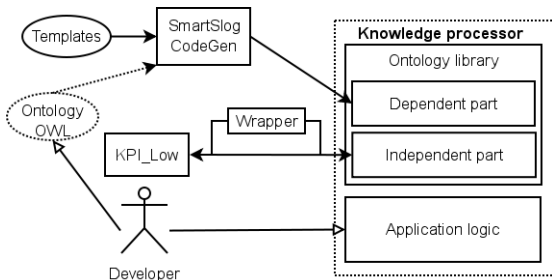 Templates
SmartSlog
CodeGen
Knowledge processor
Ontology library
Dependent part
Independent part
Ontology
OWL
Wrapper
KPI_Low
Application logic
Developer